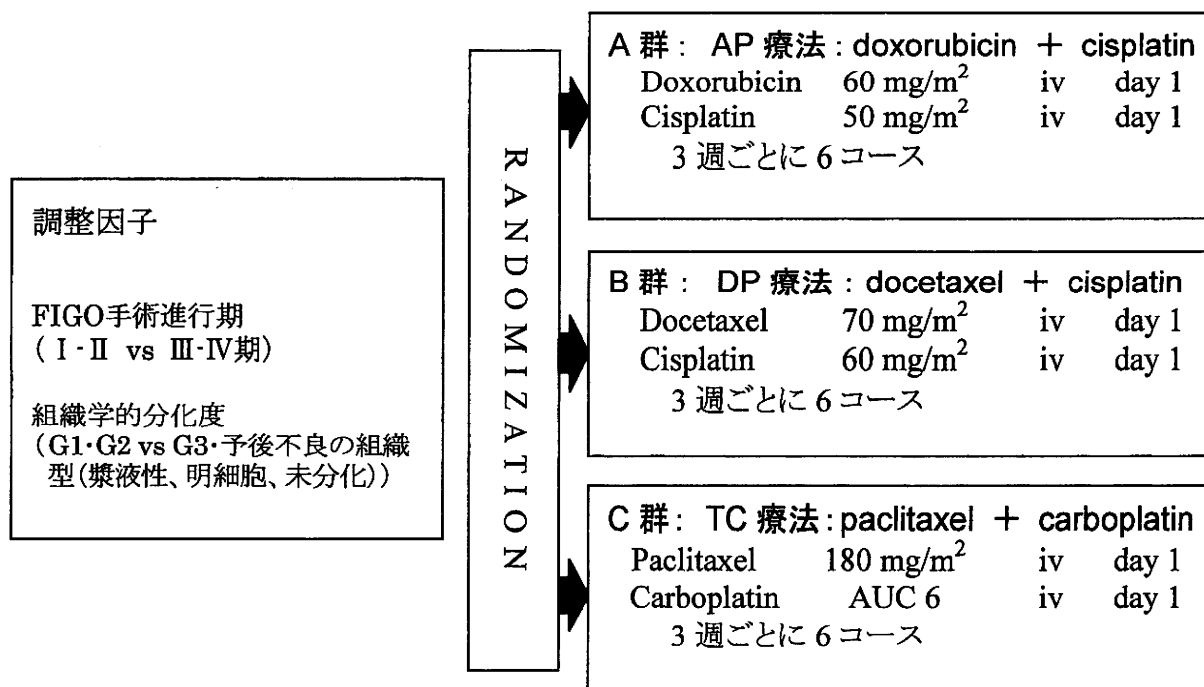 調整因子
FIGO手術進行期
（Ⅰ-Ⅱ vs Ⅲ-Ⅳ期）
組織学的分化度
（G1･G2 vs G3･予後不良の組織
型(漿液性、明細胞、未分化)）
RANDOMIZATION
A 群： AP 療法：doxorubicin ＋ cisplatin
Doxorubicin 60 mg/m² iv day 1
Cisplatin 50 mg/m² iv day 1
3 週ごとに 6 コース
B 群： DP 療法：docetaxel ＋ cisplatin
Docetaxel 70 mg/m² iv day 1
Cisplatin 60 mg/m² iv day 1
3 週ごとに 6 コース
C 群： TC 療法：paclitaxel ＋ carboplatin
Paclitaxel 180 mg/m² iv day 1
Carboplatin AUC 6 iv day 1
3 週ごとに 6 コース